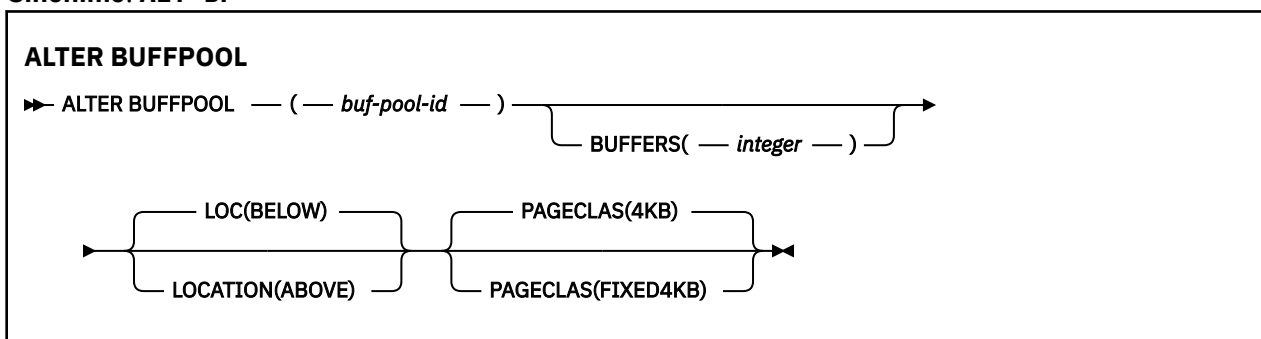 ALTER BUFFPOOL
ALTER BUFFPOOL ( buf-pool-id )
BUFFERS( integer )
LOC(BELOW) PAGECLAS(4KB)
LOCATION(ABOVE) PAGECLAS(FIXED4KB)